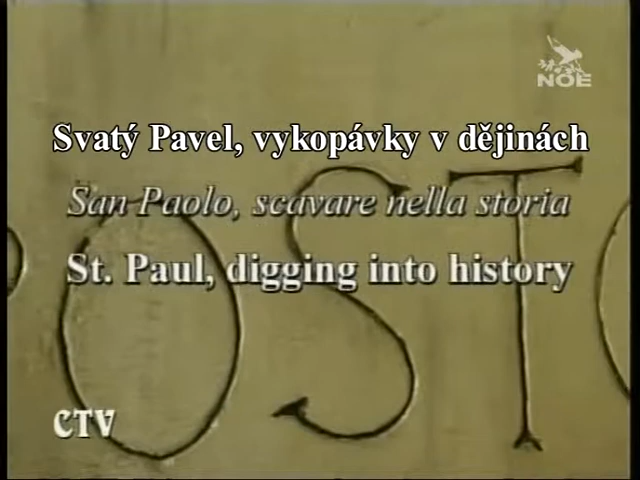 NOE
Svatý Pavel, vykopávky v dějinách
San Paolo, scavare nella storia
St. Paul, digging into history
OSTO
CTV